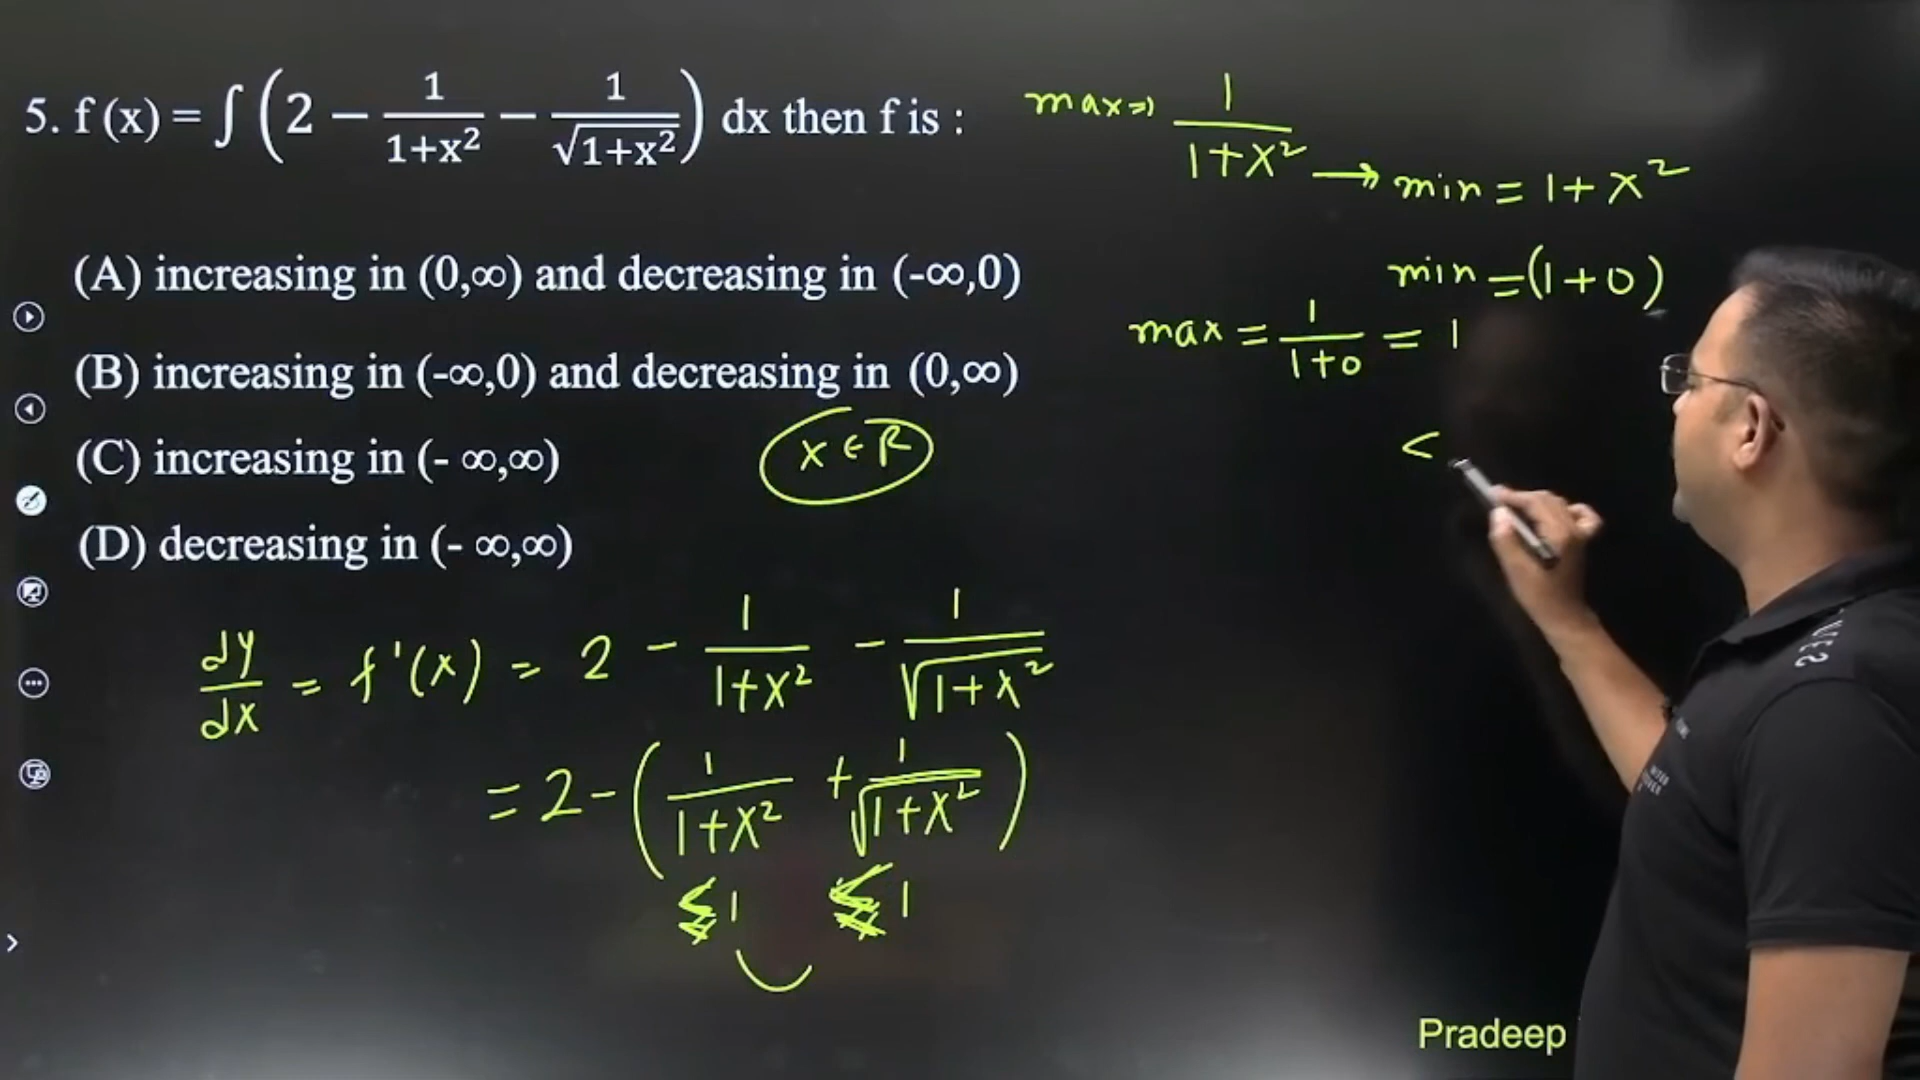 5. f (x) = ∫ (2 − 1/(1+x²) − 1/√(1+x²)) dx then f is :
(A) increasing in (0,∞) and decreasing in (-∞,0)
(B) increasing in (-∞,0) and decreasing in (0,∞)
(C) increasing in (- ∞,∞)
(D) decreasing in (- ∞,∞)
x ∈ R
dy/dx = f'(x) = 2 − 1/(1+x²) − 1/√(1+x²)
= 2 − (1/(1+x²) + 1/√(1+x²))
≤ 1 ≤ 1
max ⇒ 1/(1+x²) → min = 1+x²
min = (1+0)
max = 1/(1+0) = 1
<
Pradeep